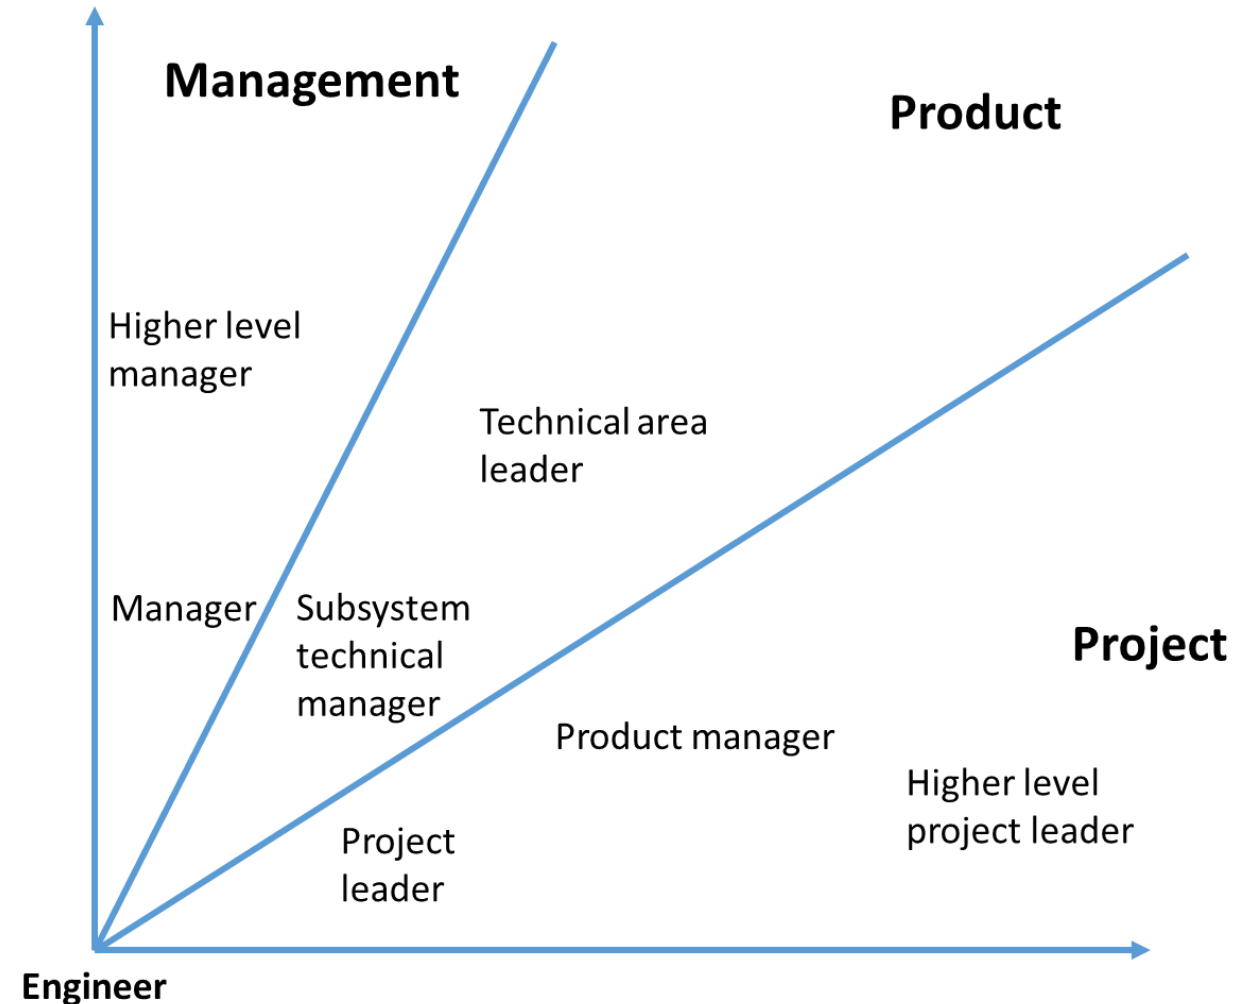 Management
Product
Higher level
manager
Technical area
leader
Manager
Subsystem
technical
manager
Project
Product manager
Higher level
project leader
Project
leader
Engineer